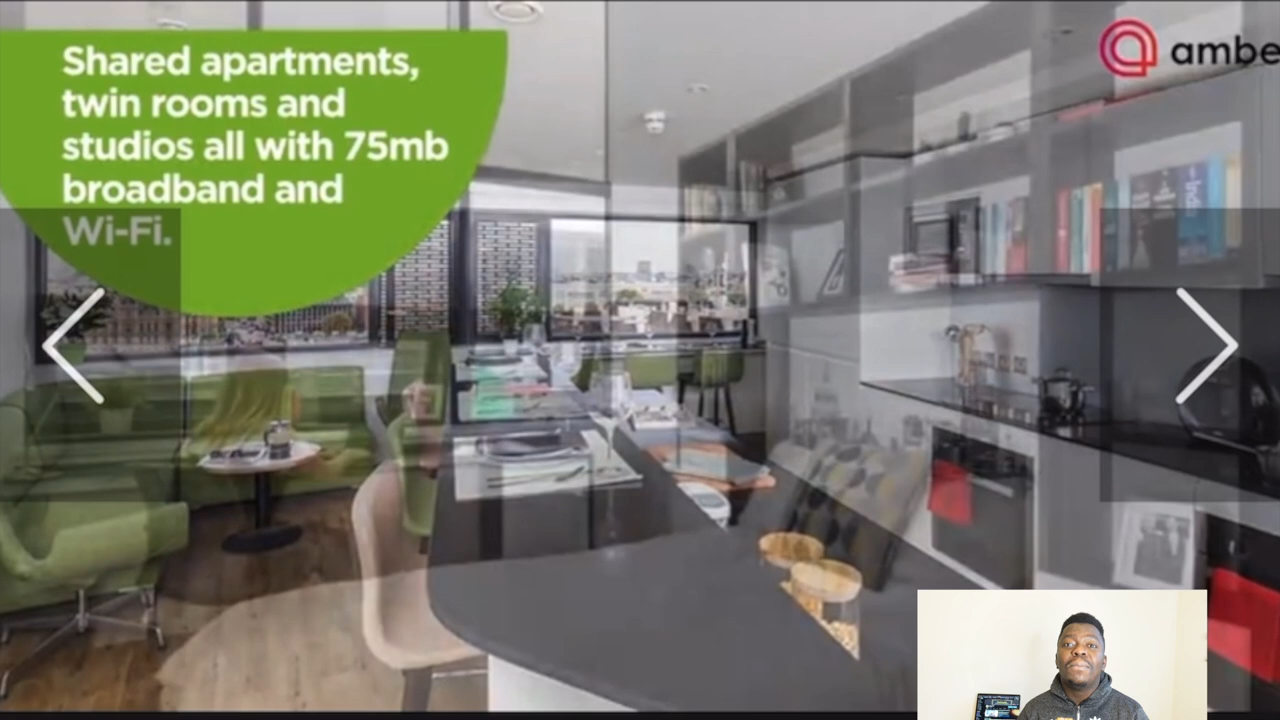 Shared apartments,
twin rooms and
studios all with 75mb
broadband and
Wi-Fi.
ambe